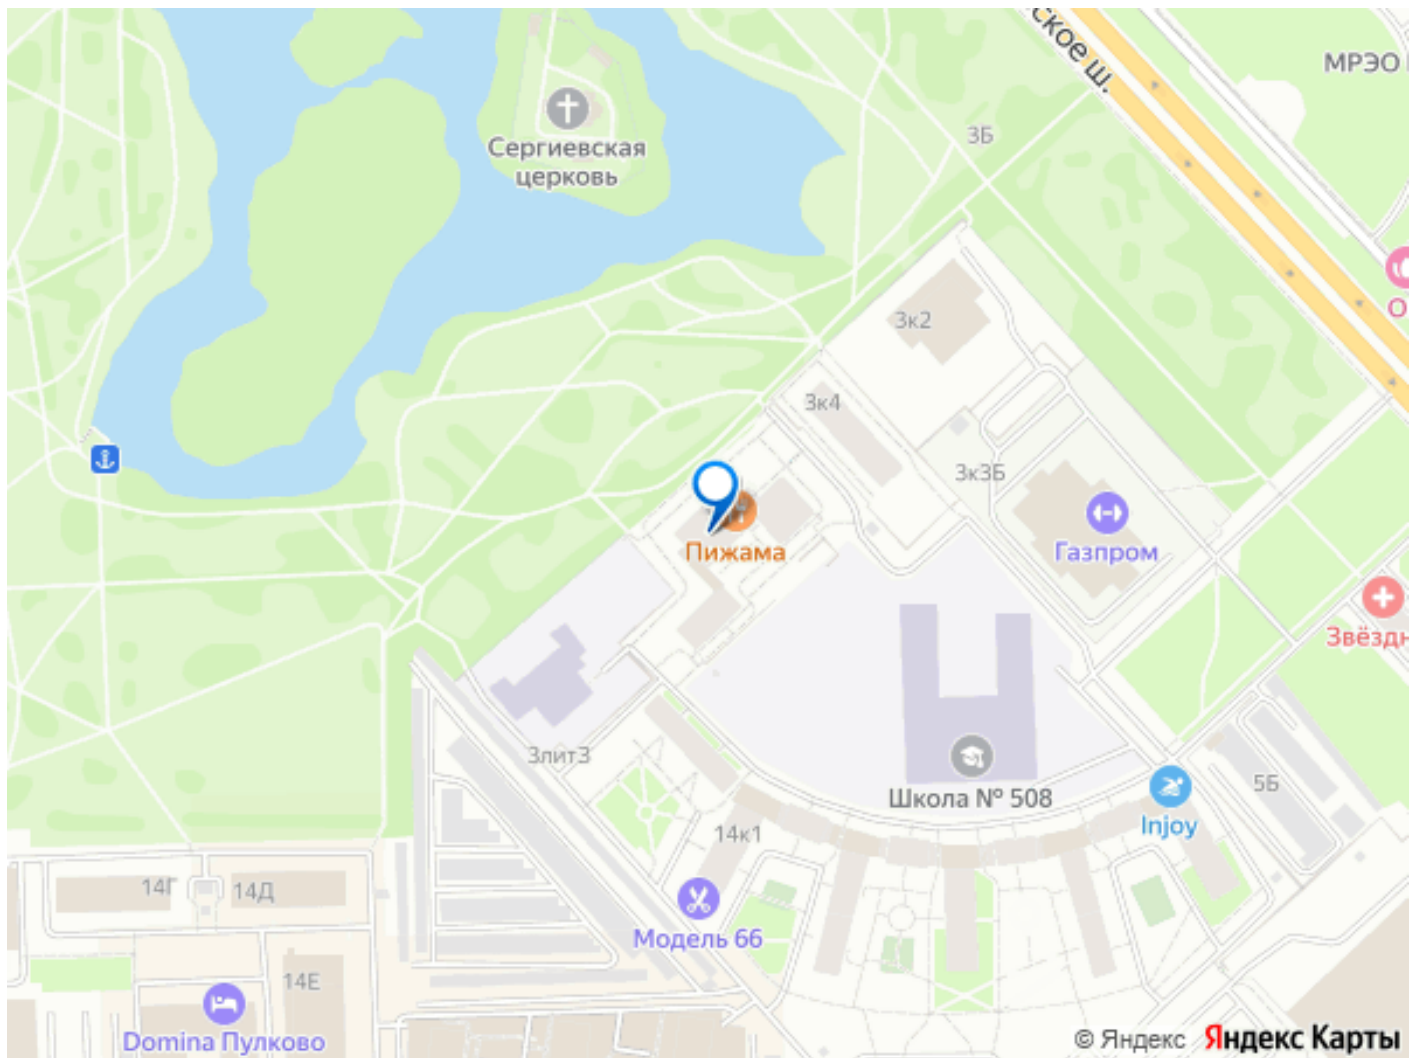 ское ш.
МРЭО
3Б
Сергиевская
церковь
О
3к2
3к4
3к3Б
Пижама
Газпром
Звёздн
3лит3
Школа № 508
5Б
Injoy
14к1
14Г
14Д
Модель 66
14Е
Domina Пулково
© Яндекс Яндекс Карты